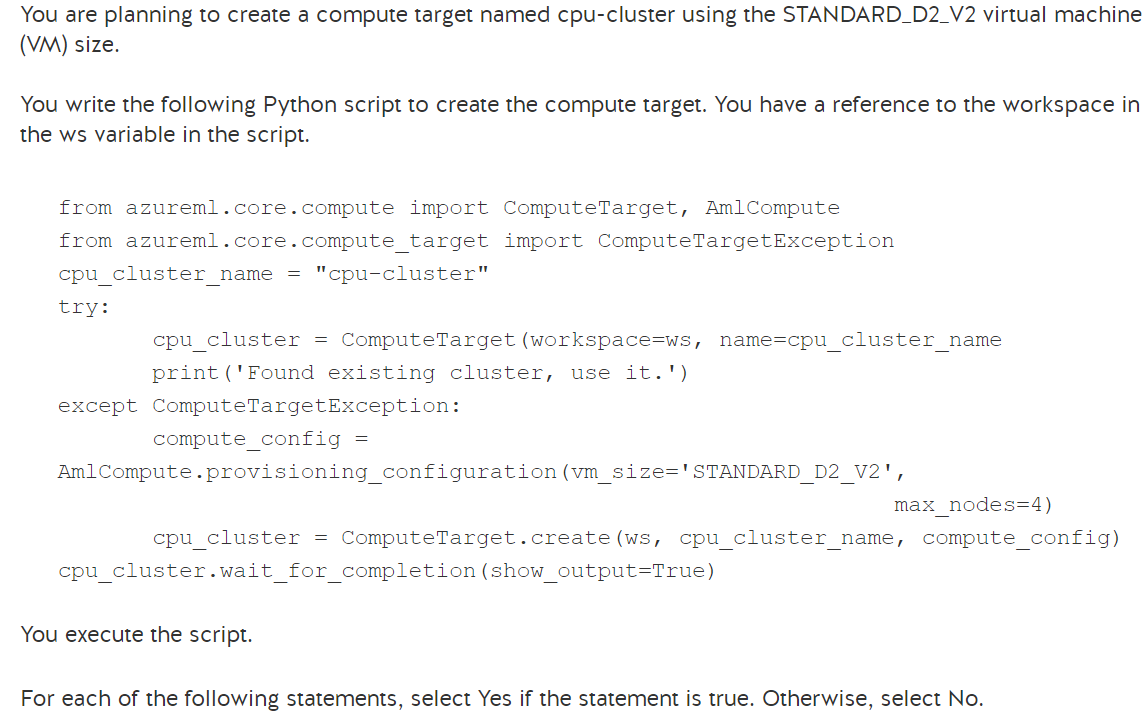 You are planning to create a compute target named cpu-cluster using the STANDARD_D2_V2 virtual machine
(VM) size.
You write the following Python script to create the compute target. You have a reference to the workspace in
the ws variable in the script.
from azureml.core.compute import ComputeTarget, AmlCompute
from azureml.core.compute_target import ComputeTargetException
cpu_cluster_name = "cpu-cluster"
try:
cpu_cluster = ComputeTarget(workspace=ws, name=cpu_cluster_name
print('Found existing cluster, use it.')
except ComputeTargetException:
compute_config =
AmlCompute.provisioning_configuration(vm_size='STANDARD_D2_V2',
max_nodes=4)
cpu_cluster = ComputeTarget.create(ws, cpu_cluster_name, compute_config)
cpu_cluster.wait_for_completion(show_output=True)
You execute the script.
For each of the following statements, select Yes if the statement is true. Otherwise, select No.